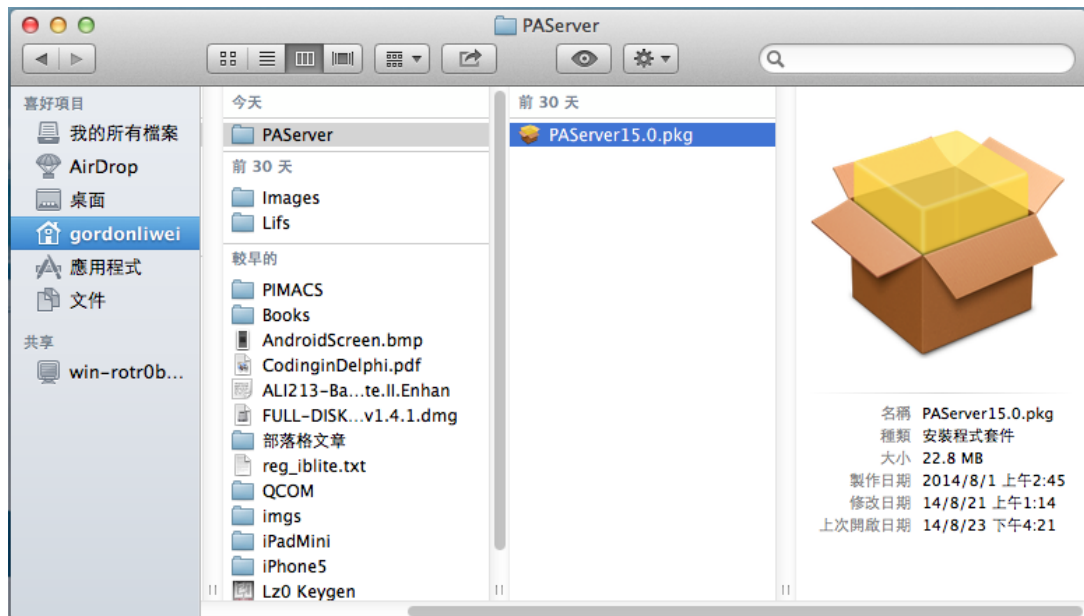 PAServer
喜好項目
我的所有檔案
AirDrop
桌面
gordonliwei
應用程式
文件
共享
win-rotr0b...
今天
PAServer
前 30 天
Images
Lifs
較早的
PIMACS
Books
AndroidScreen.bmp
CodinginDelphi.pdf
ALI213-Ba...te.II.Enhan
FULL-DISK...v1.4.1.dmg
部落格文章
reg_iblite.txt
QCOM
imgs
iPadMini
iPhone5
Lz0 Keygen
前 30 天
PAServer15.0.pkg
名稱 PAServer15.0.pkg
種類 安裝程式套件
大小 22.8 MB
製作日期 2014/8/1 上午2:45
修改日期 14/8/21 上午1:14
上次開啟日期 14/8/23 下午4:21